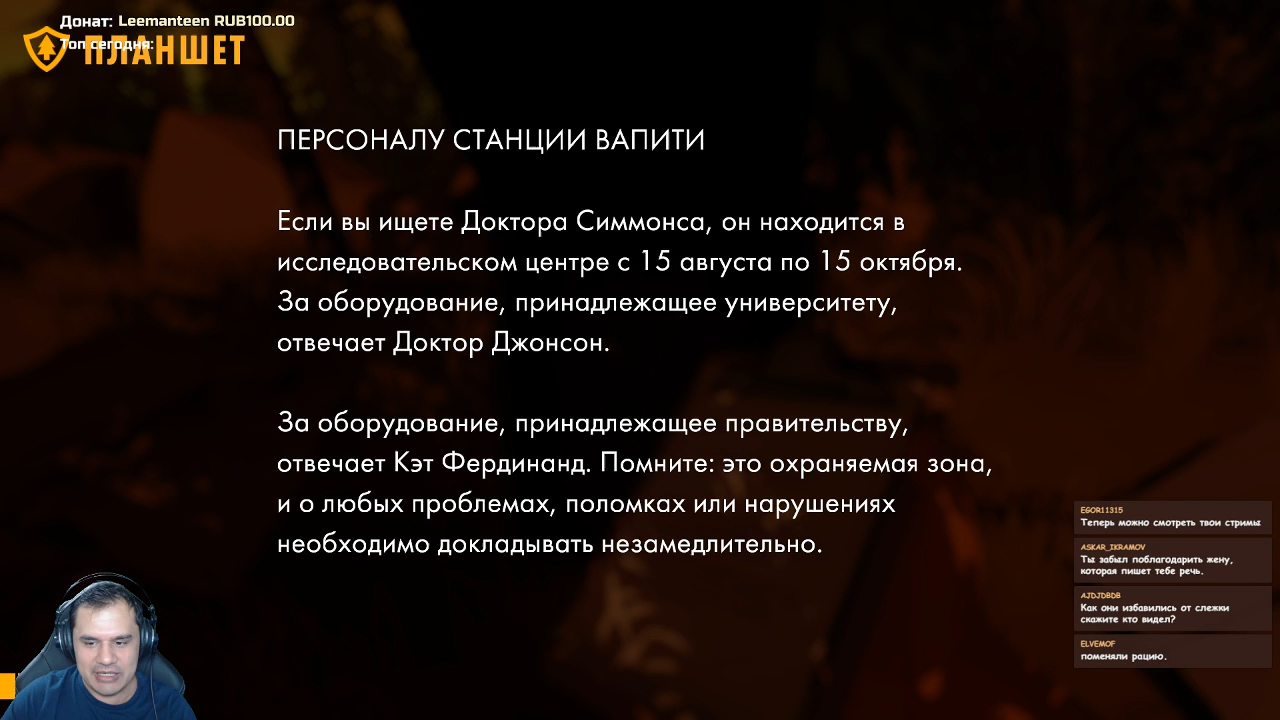 Донат: Leemanteen RUB100.00
Топ сегодня:
ПЛАНШЕТ
ПЕРСОНАЛУ СТАНЦИИ ВАПИТИ
Если вы ищете Доктора Симмонса, он находится в
исследовательском центре с 15 августа по 15 октября.
За оборудование, принадлежащее университету,
отвечает Доктор Джонсон.
За оборудование, принадлежащее правительству,
отвечает Кэт Фердинанд. Помните: это охраняемая зона,
и о любых проблемах, поломках или нарушениях
необходимо докладывать незамедлительно.
EGOR11315
Теперь можно смотреть твои стримы
ASKAR_IKRAMOV
Ты забыл поблагодарить жену,
которая пишет тебе речь.
AJDJDBDB
Как они избавились от слежки
скажите кто видел?
ELVEMOF
поменяли рацию.